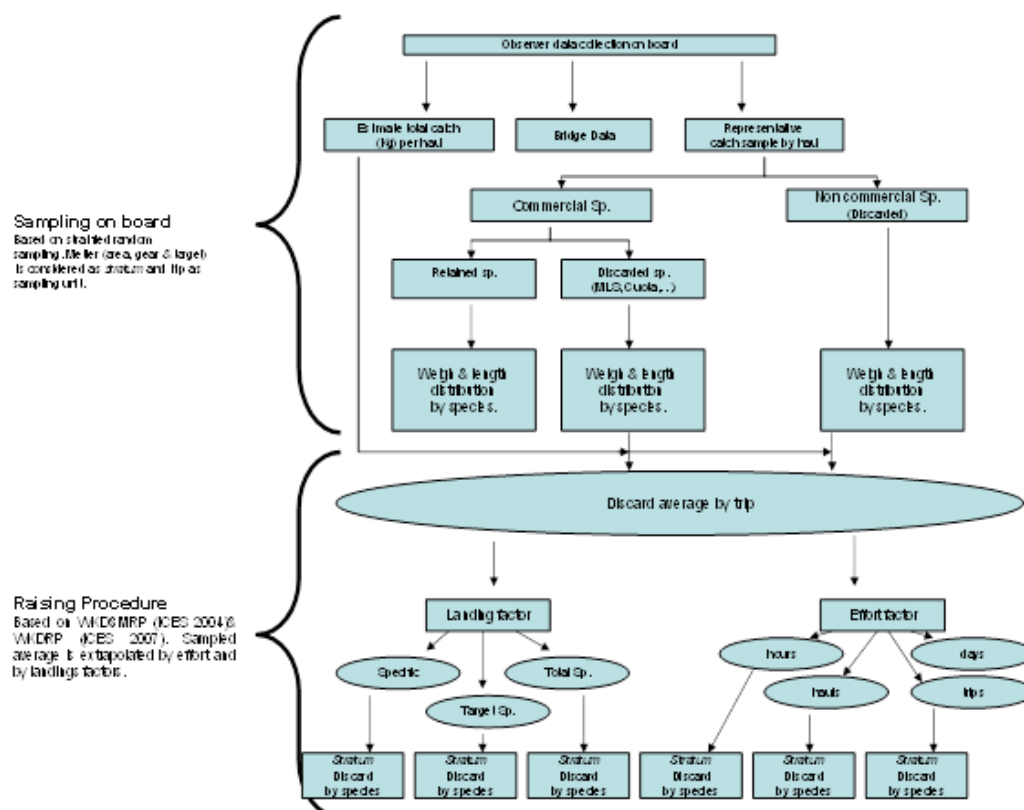 Observer data collection on board
Estimate total catch
(kg) per haul
Bridge Data
Representative
catch sample by haul
Commercial Sp.
Non commercial Sp.
(Discarded)
Sampling on board
Based on stratified random
sampling. Metier (area, gear & target)
is considered as stratum and trip as
sampling unit.
Retained sp.
Discarded sp.
(MLS, Cuota,..)
Weigh & length
distribution
by species.
Weigh & length
distribution
by species.
Weigh & length
distribution
by species.
Discard average by trip
Raising Procedure
Based on WKDSMRP (ICES 2004)&
WKDRP (ICES 2007). Sampled
average is extrapolated by effort and
by landings factors.
Landing factor
Effort factor
Specific
Total Sp.
Target Sp.
hours
days
hauls
trips
Stratum
Discard
by species
Stratum
Discard
by species
Stratum
Discard
by species
Stratum
Discard
by species
Stratum
Discard
by species
Stratum
Discard
by species